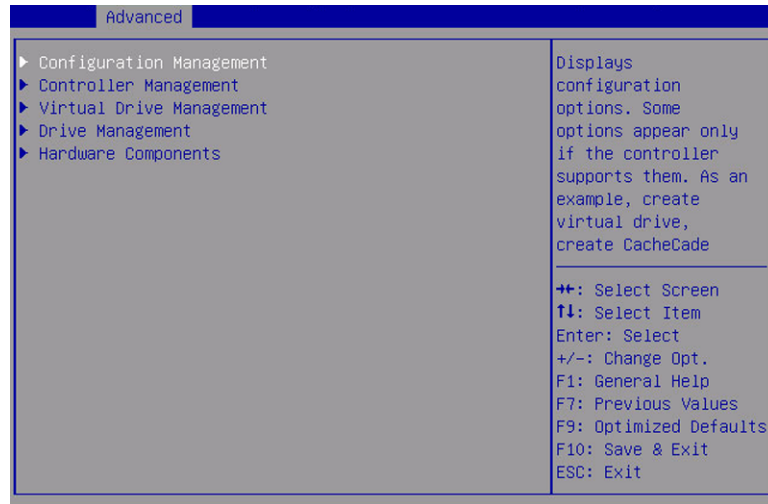 Advanced
▶ Configuration Management
▶ Controller Management
▶ Virtual Drive Management
▶ Drive Management
▶ Hardware Components
Displays
configuration
options. Some
options appear only
if the controller
supports them. As an
example, create
virtual drive,
create CacheCade
→←: Select Screen
↑↓: Select Item
Enter: Select
+/-: Change Opt.
F1: General Help
F7: Previous Values
F9: Optimized Defaults
F10: Save & Exit
ESC: Exit